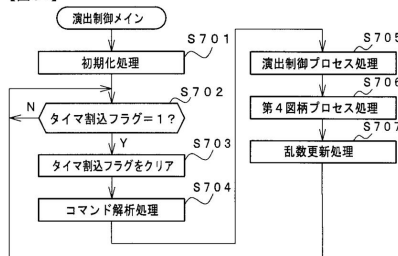 演出制御メイン
S701
初期化処理
S702
N
タイマ割込フラグ=1?
Y
S703
タイマ割込フラグをクリア
S704
コマンド解析処理
S705
演出制御プロセス処理
S706
第4図柄プロセス処理
S707
乱数更新処理